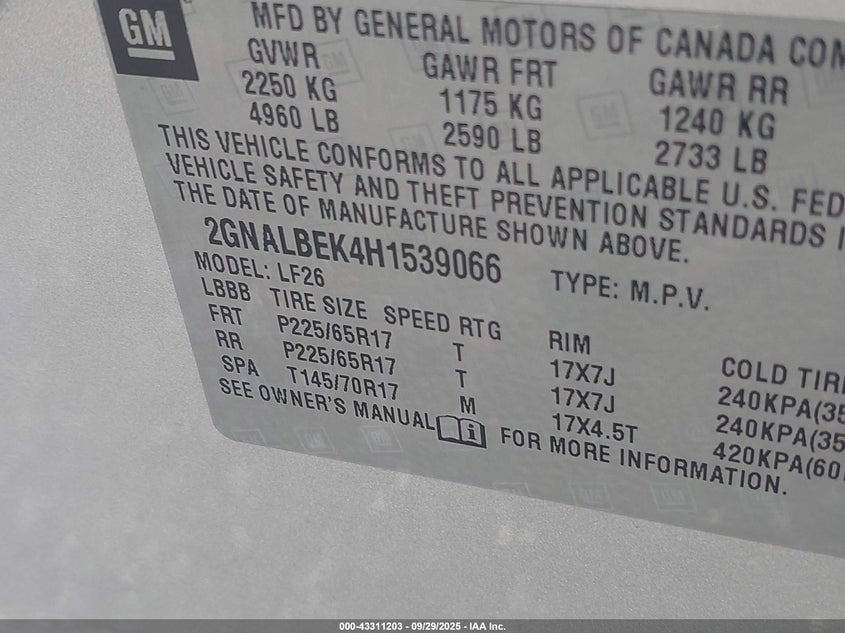 GM
MFD BY GENERAL MOTORS OF CANADA COM
GVWR GAWR FRT GAWR RR
2250 KG 1175 KG 1240 KG
4960 LB 2590 LB 2733 LB
THIS VEHICLE CONFORMS TO ALL APPLICABLE U.S. FED
VEHICLE SAFETY AND THEFT PREVENTION STANDARDS I
THE DATE OF MANUFACTURE SHOWN ABOVE.
2GNALBEK4H1539066 TYPE: M.P.V.
MODEL: LF26
LBBB TIRE SIZE SPEED RTG RIM COLD TIR
FRT P225/65R17 T 17X7J 240KPA(35
RR P225/65R17 T 17X7J 240KPA(35
SPA T145/70R17 M 17X4.5T 420KPA(60
SEE OWNER'S MANUAL FOR MORE INFORMATION.
000-43311203 - 09/29/2025 - IAA Inc.